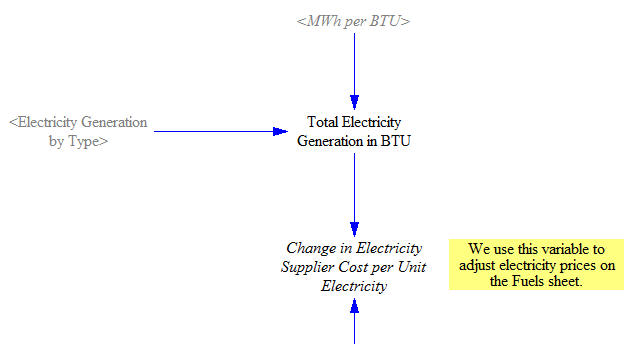 <MWh per BTU>
<Electricity Generation
by Type>
Total Electricity
Generation in BTU
Change in Electricity
Supplier Cost per Unit
Electricity
We use this variable to
adjust electricity prices on
the Fuels sheet.